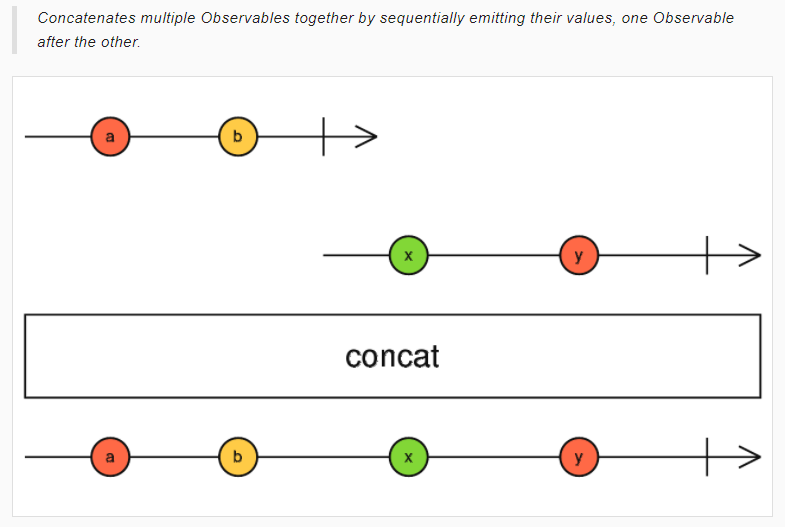 Concatenates multiple Observables together by sequentially emitting their values, one Observable
after the other.
a b
x y
concat
a b x y